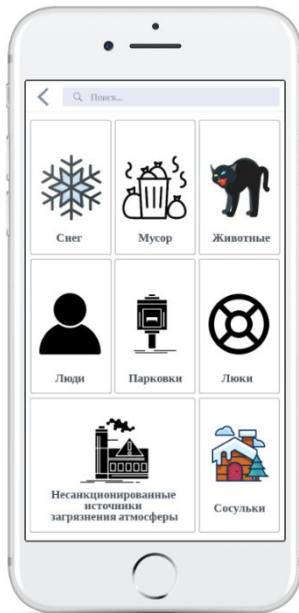 Поиск...
Снег
Мусор
Животные
Люди
Парковки
Люки
Несанкционированные
источники
загрязнения атмосферы
Сосульки